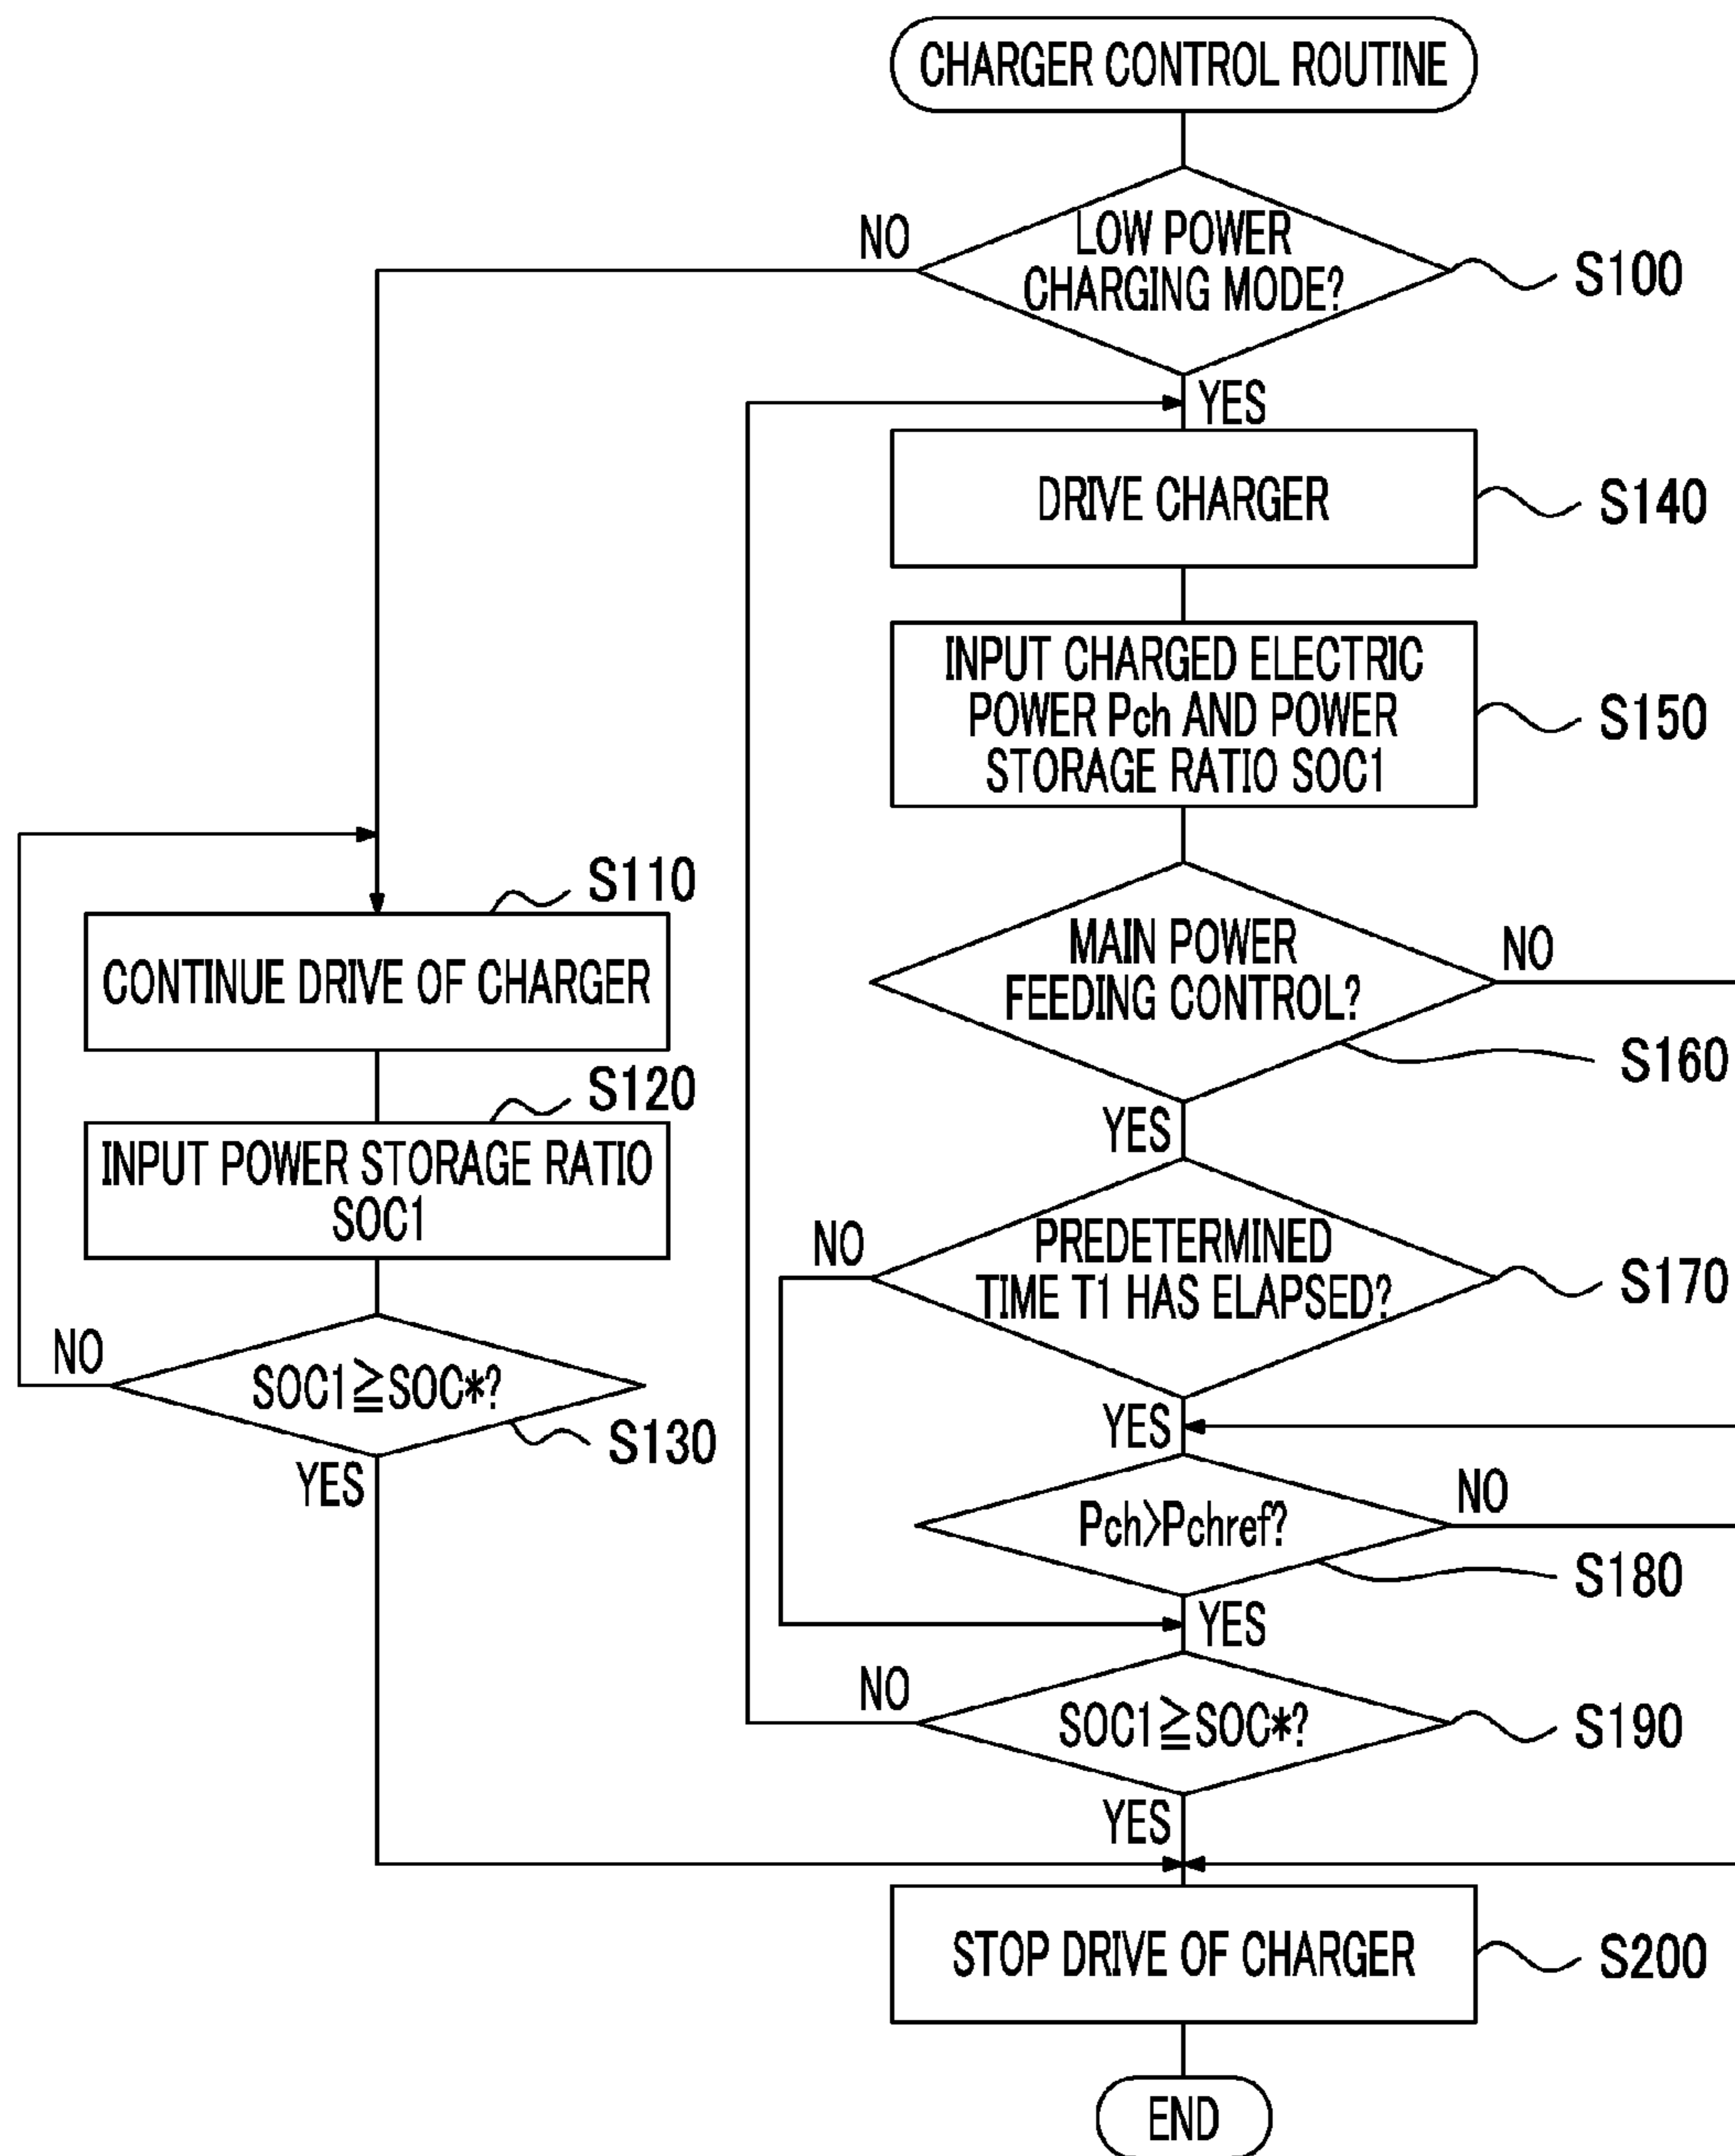 CHARGER CONTROL ROUTINE
NO
LOW POWER
CHARGING MODE?
S100
YES
DRIVE CHARGER
S140
INPUT CHARGED ELECTRIC
POWER Pch AND POWER
STORAGE RATIO SOC1
S150
S110
CONTINUE DRIVE OF CHARGER
MAIN POWER
FEEDING CONTROL?
NO
S160
YES
S120
INPUT POWER STORAGE RATIO
SOC1
NO
PREDETERMINED
TIME T1 HAS ELAPSED?
S170
YES
NO
SOC1≧SOC*?
S130
YES
Pch>Pchref?
NO
S180
YES
NO
SOC1≧SOC*?
S190
YES
STOP DRIVE OF CHARGER
S200
END